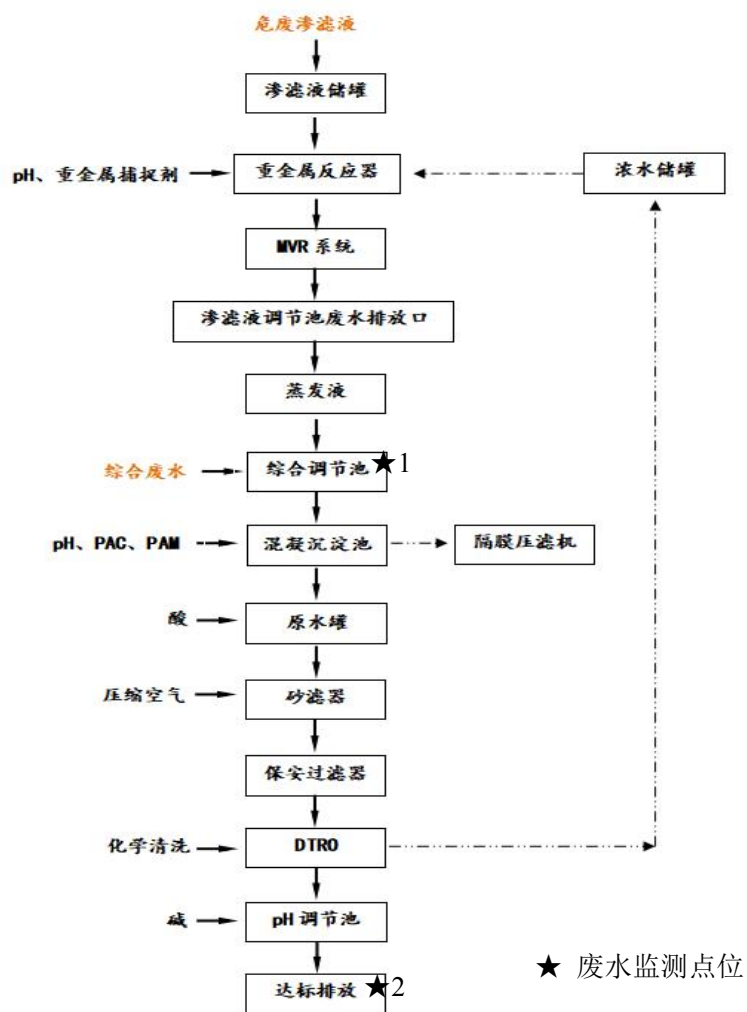 危废渗滤液
渗滤液储罐
pH、重金属捕捉剂
重金属反应器
浓水储罐
MVR 系统
渗滤液调节池废水排放口
蒸发液
综合废水
综合调节池
★1
pH、PAC、PAM
混凝沉淀池
隔膜压滤机
酸
原水罐
压缩空气
砂滤器
保安过滤器
化学清洗
DTRO
碱
pH 调节池
达标排放
★2
★ 废水监测点位